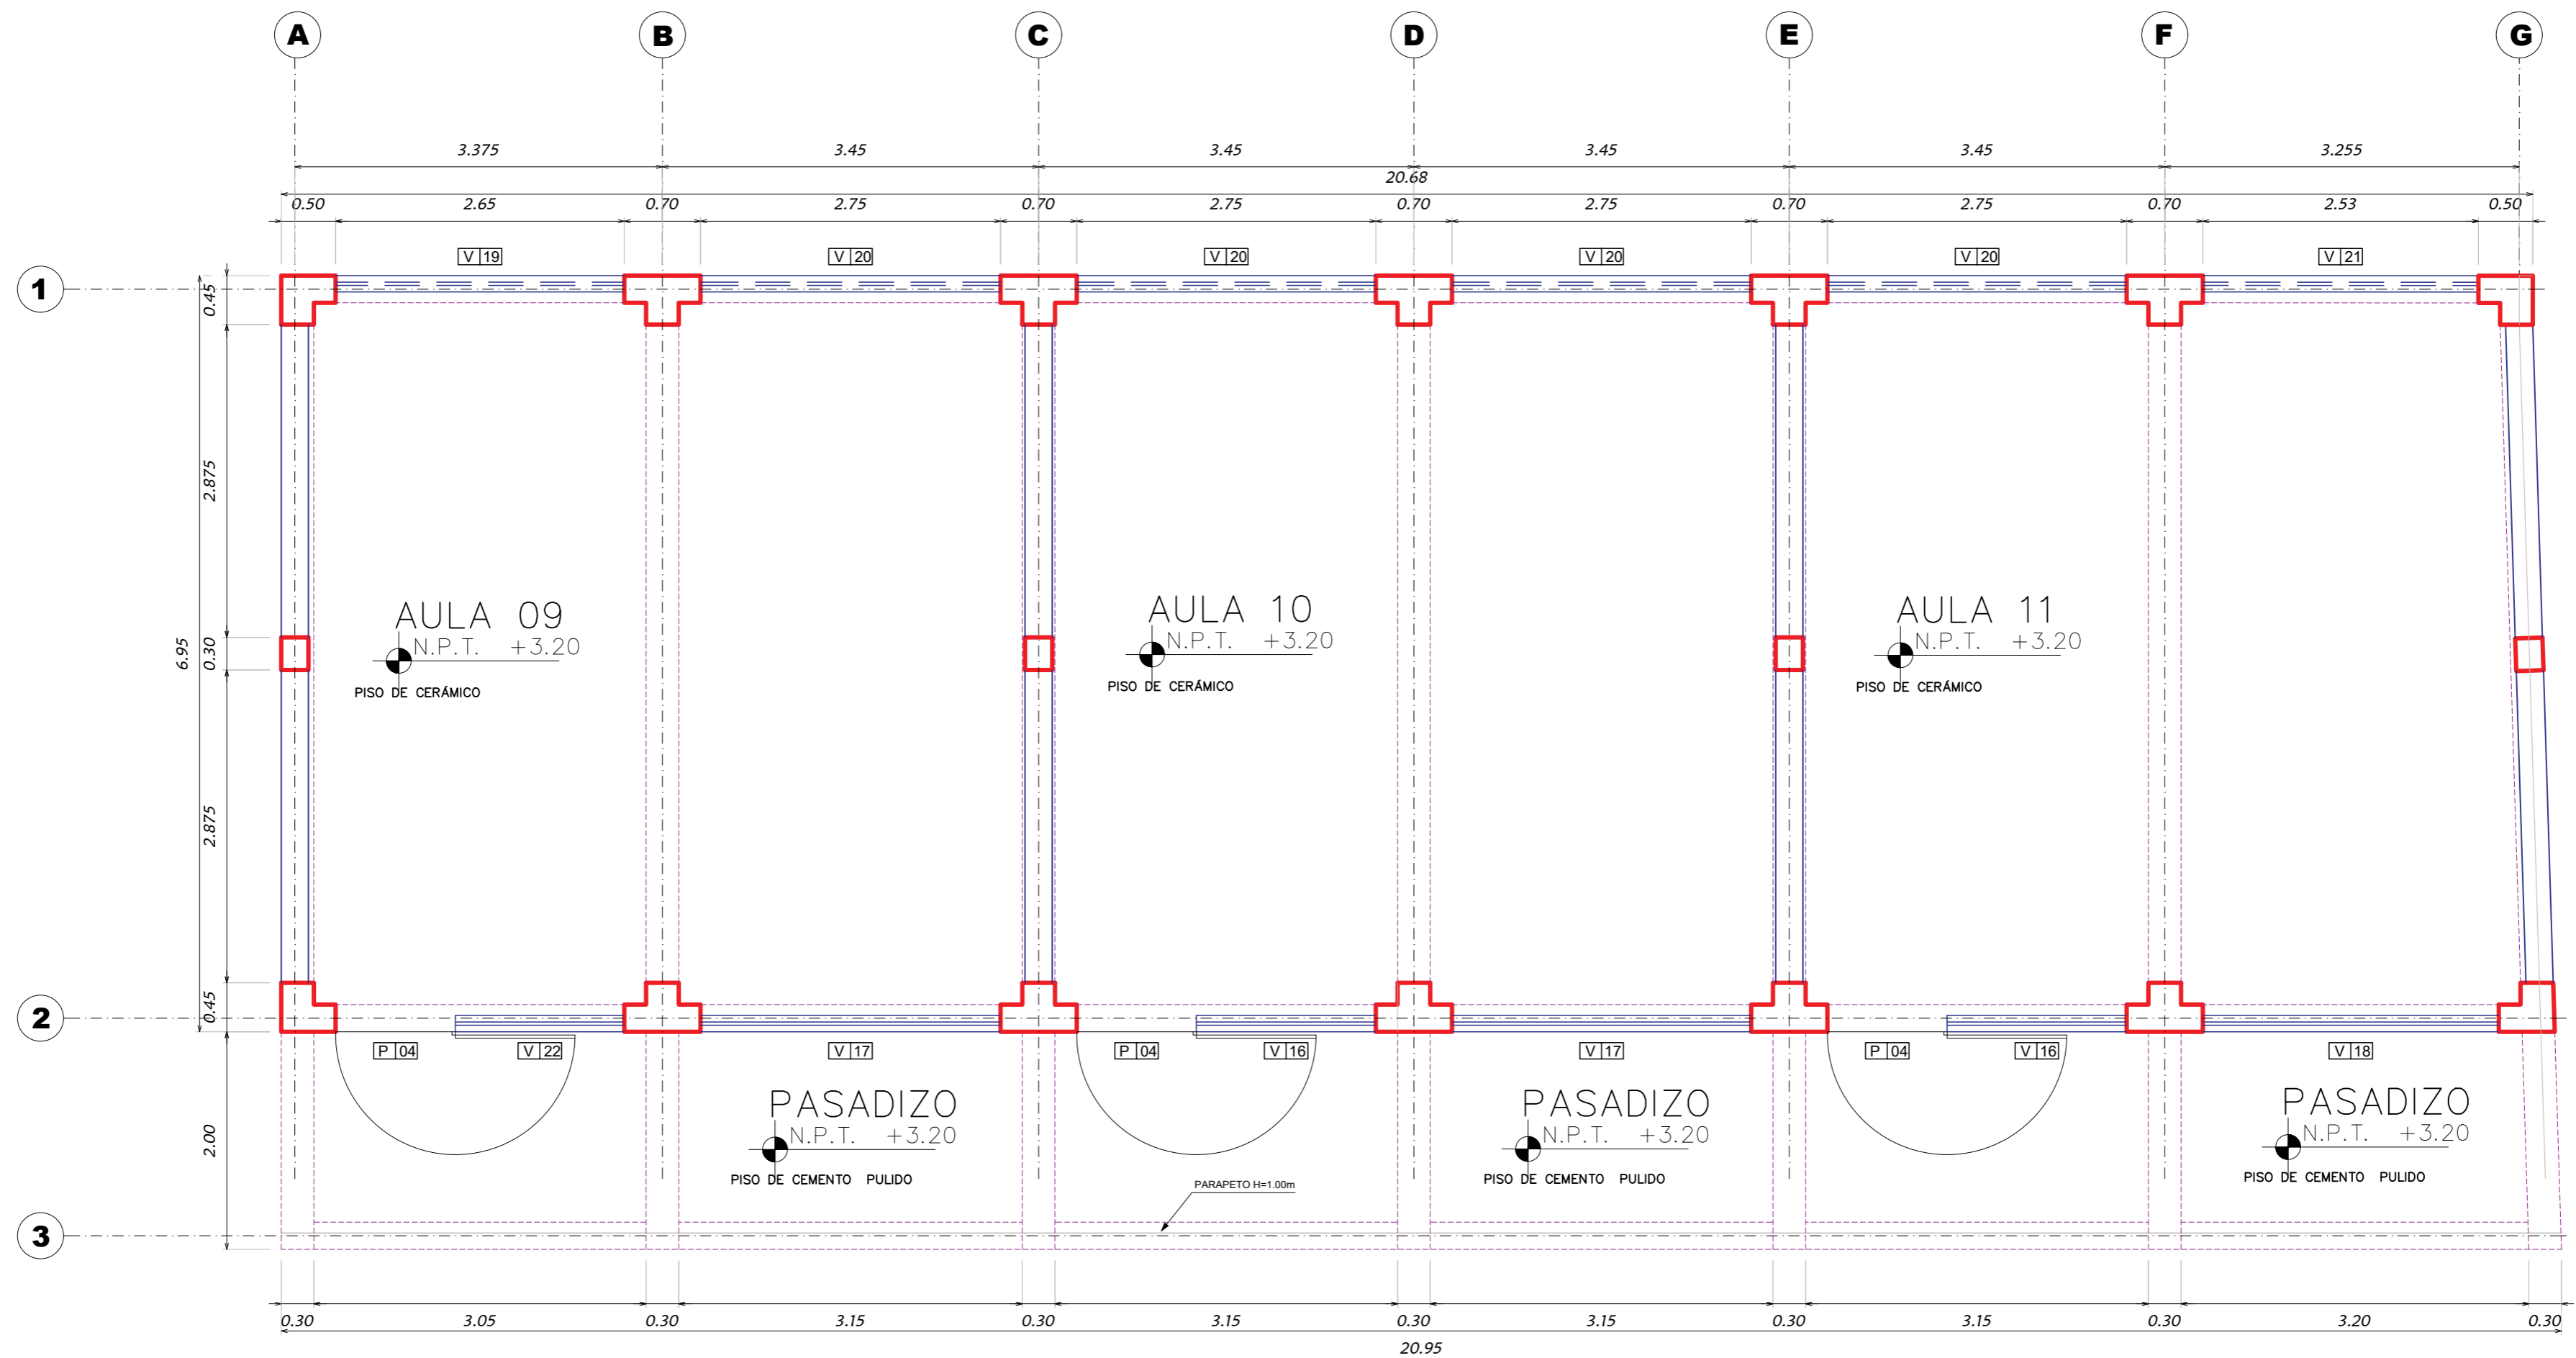 A B C D E F G
3.375 3.45 3.45 3.45 3.45 3.255
20.68
0.50 2.65 0.70 2.75 0.70 2.75 0.70 2.75 0.70 2.75 0.70 2.53 0.50
V 19 V 20 V 20 V 20 V 20 V 21
1
0.45
2.875
6.95
0.30
2.875
0.45
2.00
AULA 09
N.P.T. +3.20
PISO DE CERÁMICO
AULA 10
N.P.T. +3.20
PISO DE CERÁMICO
AULA 11
N.P.T. +3.20
PISO DE CERÁMICO
2
P 04 V 22 V 17 P 04 V 16 V 17 P 04 V 16 V 18
PASADIZO
N.P.T. +3.20
PISO DE CEMENTO PULIDO
PASADIZO
N.P.T. +3.20
PISO DE CEMENTO PULIDO
PASADIZO
N.P.T. +3.20
PISO DE CEMENTO PULIDO
PARAPETO H=1.00m
3
0.30 3.05 0.30 3.15 0.30 3.15 0.30 3.15 0.30 3.15 0.30 3.20 0.30
20.95